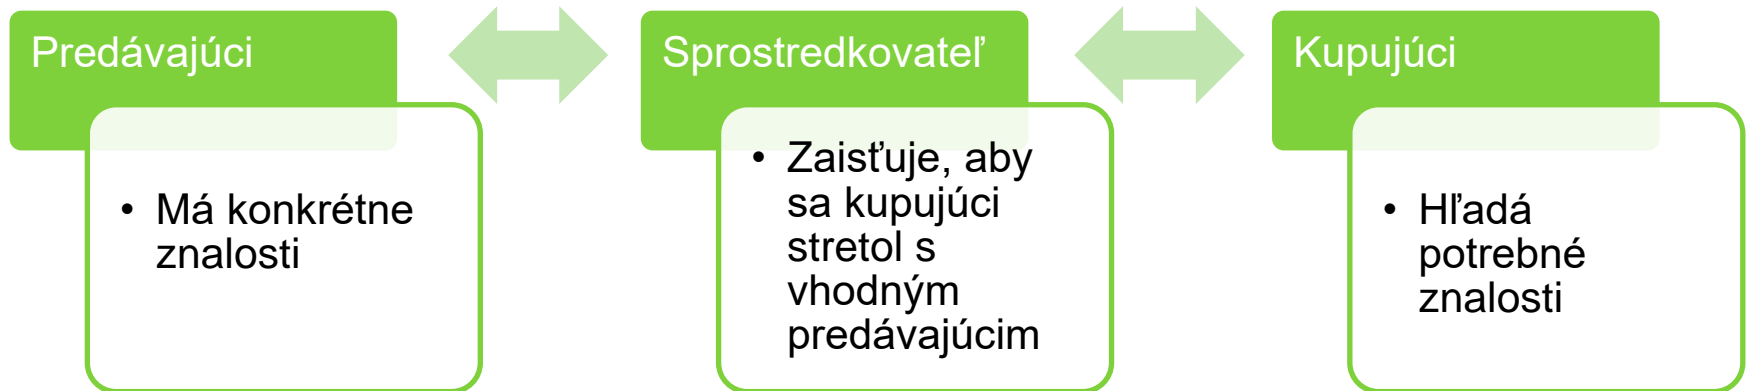 Predávajúci
• Má konkrétne
znalosti
Sprostredkovateľ
• Zaisťuje, aby
sa kupujúci
stretol s
vhodným
predávajúcim
Kupujúci
• Hľadá
potrebné
znalosti